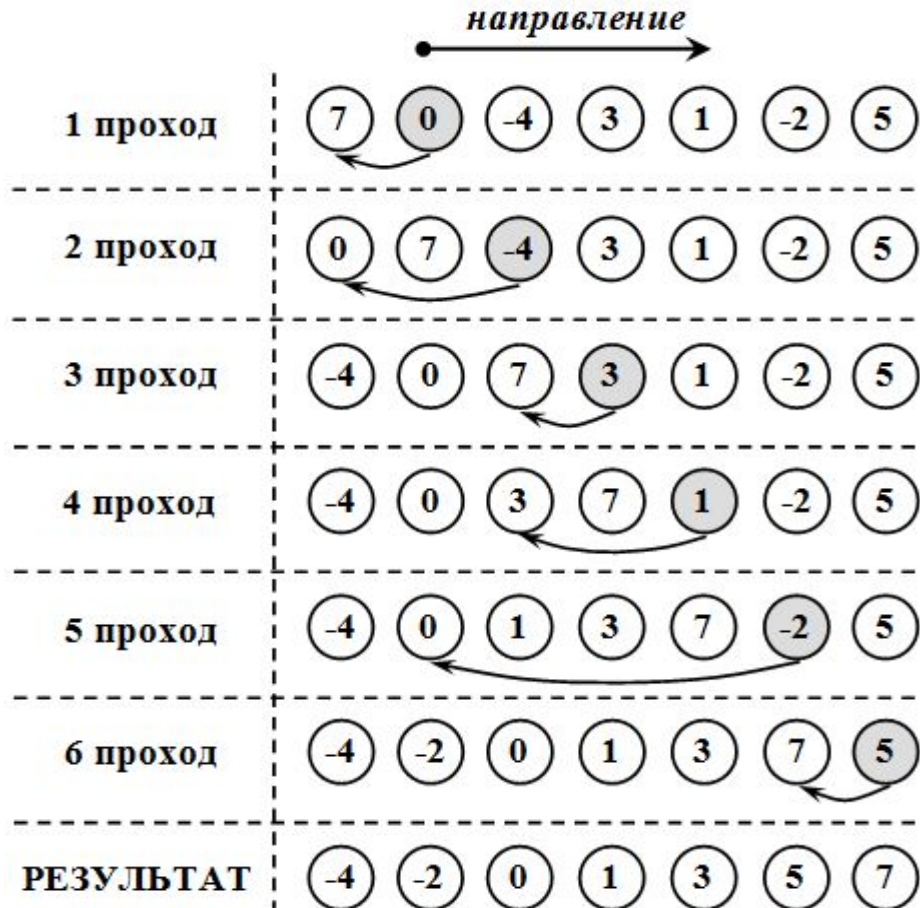 направление
1 проход 7 0 -4 3 1 -2 5
2 проход 0 7 -4 3 1 -2 5
3 проход -4 0 7 3 1 -2 5
4 проход -4 0 3 7 1 -2 5
5 проход -4 0 1 3 7 -2 5
6 проход -4 -2 0 1 3 7 5
РЕЗУЛЬТАТ -4 -2 0 1 3 5 7